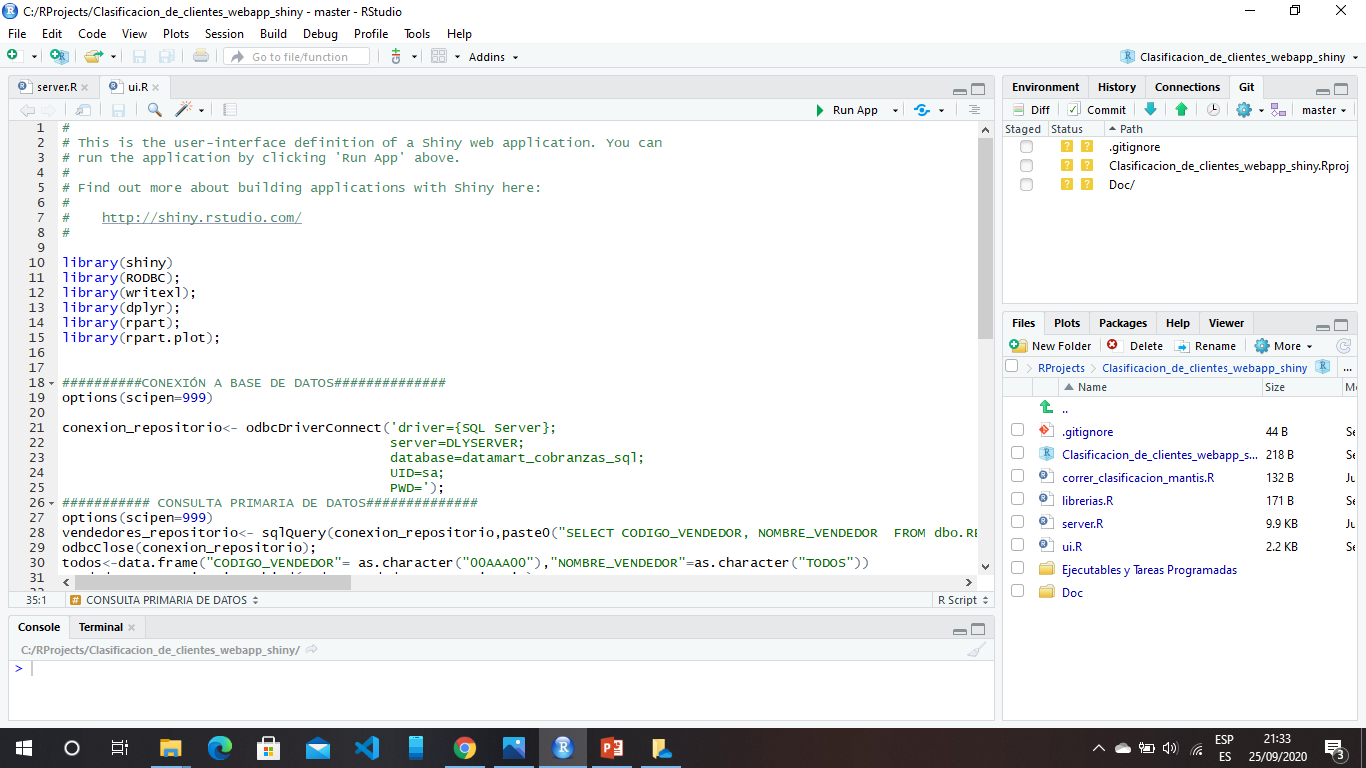 C:/RProjects/Clasificacion_de_clientes_webapp_shiny - master - RStudio
File Edit Code View Plots Session Build Debug Profile Tools Help
Go to file/function Addins Clasificacion_de_clientes_webapp_shiny
server.R ui.R
Run App
1 #
2 # This is the user-interface definition of a Shiny web application. You can
3 # run the application by clicking 'Run App' above.
4 #
5 # Find out more about building applications with Shiny here:
6 #
7 #    http://shiny.rstudio.com/
8 #
9
10 library(shiny)
11 library(RODBC);
12 library(writexl);
13 library(dplyr);
14 library(rpart);
15 library(rpart.plot);
16
17
18 ##########CONEXIÓN A BASE DE DATOS##############
19 options(scipen=999)
20
21 conexion_repositorio<- odbcDriverConnect('driver={SQL Server};
22 server=DLYSERVER;
23 database=datamart_cobranzas_sql;
24 UID=sa;
25 PWD=');
26 ########### CONSULTA PRIMARIA DE DATOS##############
27 options(scipen=999)
28 vendedores_repositorio<- sqlQuery(conexion_repositorio,paste0("SELECT CODIGO_VENDEDOR, NOMBRE_VENDEDOR  FROM dbo.RE
29 odbcClose(conexion_repositorio);
30 todos<-data.frame("CODIGO_VENDEDOR"= as.character("00AAA00"),"NOMBRE_VENDEDOR"=as.character("TODOS"))
31
35:1 # CONSULTA PRIMARIA DE DATOS R Script
Console Terminal
C:/RProjects/Clasificacion_de_clientes_webapp_shiny/
>
Environment History Connections Git
Diff Commit master
Staged Status Path
? ? .gitignore
? ? Clasificacion_de_clientes_webapp_shiny.Rproj
? ? Doc/
Files Plots Packages Help Viewer
New Folder Delete Rename More
RProjects Clasificacion_de_clientes_webapp_shiny ...
Name Size Mo
..
.gitignore 44 B Se
Clasificacion_de_clientes_webapp_s... 218 B Se
correr_clasificacion_mantis.R 132 B Ju
librerias.R 171 B Se
server.R 9.9 KB Ju
ui.R 2.2 KB Se
Ejecutables y Tareas Programadas
Doc
ESP
ES
21:33
25/09/2020
3